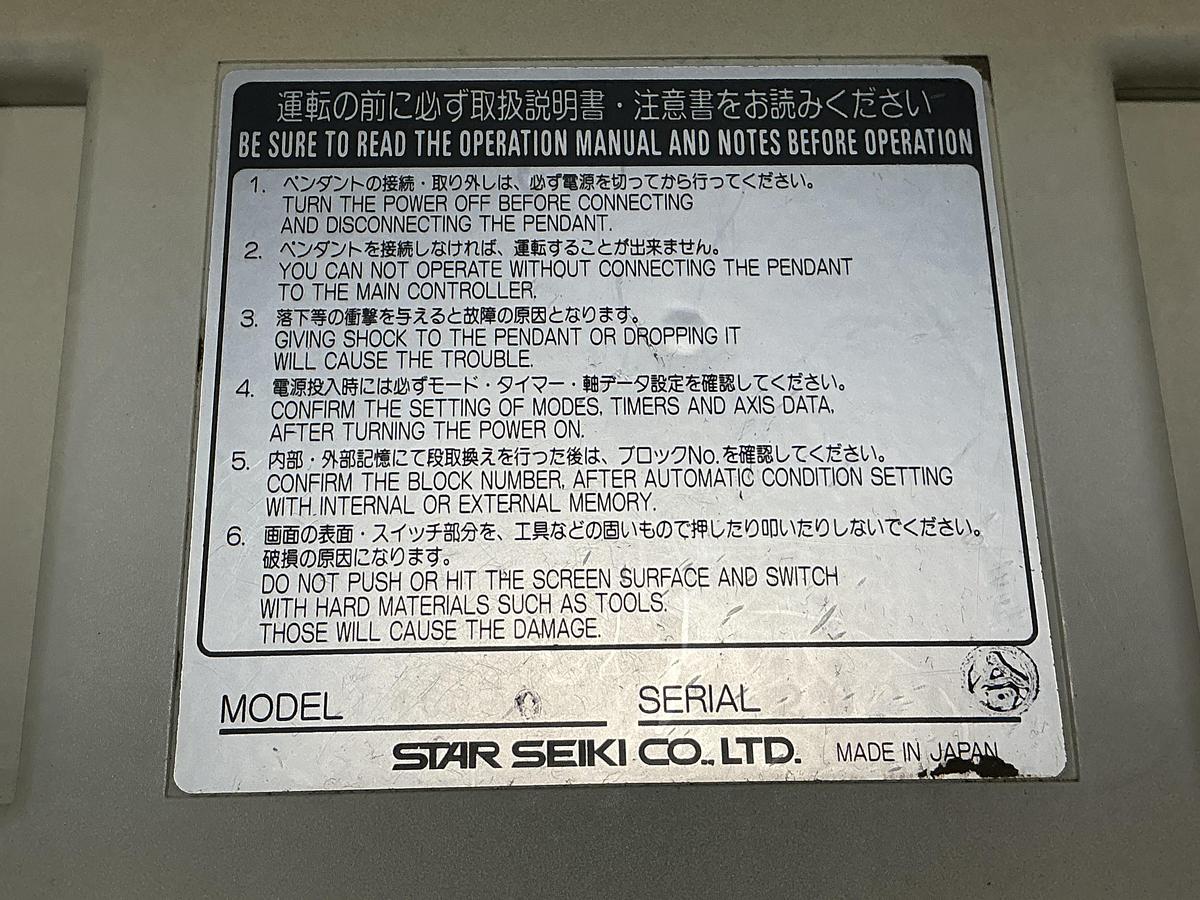 運転の前に必ず取扱説明書・注意書をお読みください
BE SURE TO READ THE OPERATION MANUAL AND NOTES BEFORE OPERATION
1. ペンダントの接続・取り外しは、必ず電源を切ってから行ってください。
TURN THE POWER OFF BEFORE CONNECTING
AND DISCONNECTING THE PENDANT.
2. ペンダントを接続しなければ、運転することが出来ません。
YOU CAN NOT OPERATE WITHOUT CONNECTING THE PENDANT
TO THE MAIN CONTROLLER.
3. 落下等の衝撃を与えると故障の原因となります。
GIVING SHOCK TO THE PENDANT OR DROPPING IT
WILL CAUSE THE TROUBLE.
4. 電源投入時には必ずモード・タイマー・軸データ設定を確認してください。
CONFIRM THE SETTING OF MODES, TIMERS AND AXIS DATA,
AFTER TURNING THE POWER ON.
5. 内部・外部記憶にて段取換えを行った後は、ブロックNo.を確認してください。
CONFIRM THE BLOCK NUMBER, AFTER AUTOMATIC CONDITION SETTING
WITH INTERNAL OR EXTERNAL MEMORY.
6. 画面の表面・スイッチ部分を、工具などの固いもので押したり叩いたりしないでください。
破損の原因になります。
DO NOT PUSH OR HIT THE SCREEN SURFACE AND SWITCH
WITH HARD MATERIALS SUCH AS TOOLS.
THOSE WILL CAUSE THE DAMAGE.
MODEL SERIAL
STAR SEIKI CO.,LTD. MADE IN JAPAN